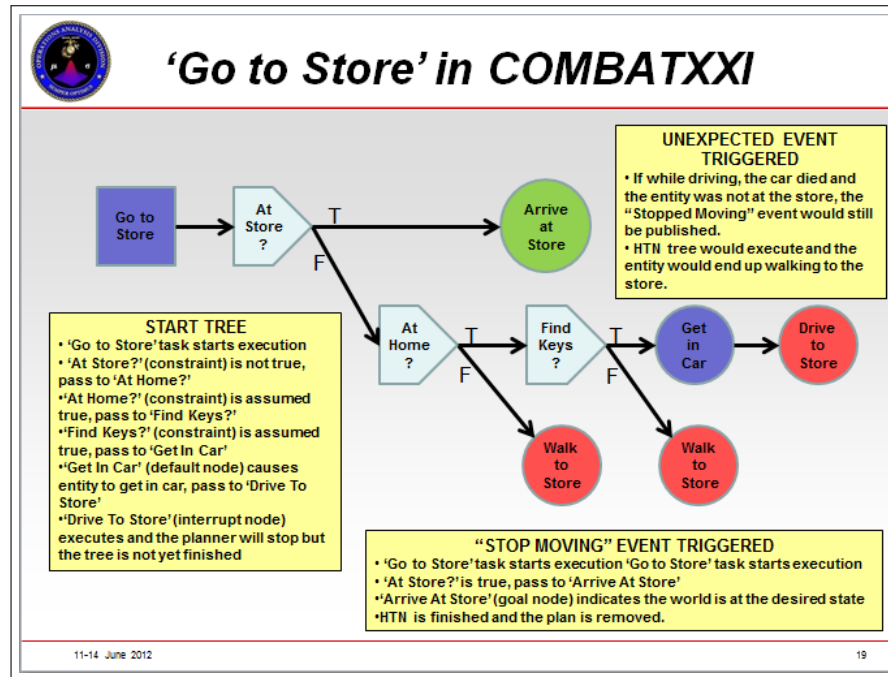 OPERATIONS ANALYSIS DIVISION
SEMPER OPTIMUS
'Go to Store' in COMBATXXI
UNEXPECTED EVENT
TRIGGERED
• If while driving, the car died and
the entity was not at the store, the
“Stopped Moving” event would still
be published.
• HTN tree would execute and the
entity would end up walking to the
store.
Go to
Store
At
Store
?
T
F
Arrive
at
Store
At
Home
?
T
F
Find
Keys
?
T
F
Get
in
Car
Drive
to
Store
Walk
to
Store
Walk
to
Store
START TREE
• 'Go to Store' task starts execution
• 'At Store?' (constraint) is not true,
pass to 'At Home?'
•'At Home?' (constraint) is assumed
true, pass to 'Find Keys?'
•'Find Keys?' (constraint) is assumed
true, pass to 'Get In Car'
•'Get In Car' (default node) causes
entity to get in car, pass to 'Drive To
Store'
•'Drive To Store' (interrupt node)
executes and the planner will stop but
the tree is not yet finished
“STOP MOVING” EVENT TRIGGERED
• 'Go to Store' task starts execution 'Go to Store' task starts execution
• 'At Store?' is true, pass to 'Arrive At Store'
•'Arrive At Store' (goal node) indicates the world is at the desired state
•HTN is finished and the plan is removed.
11-14 June 2012
19